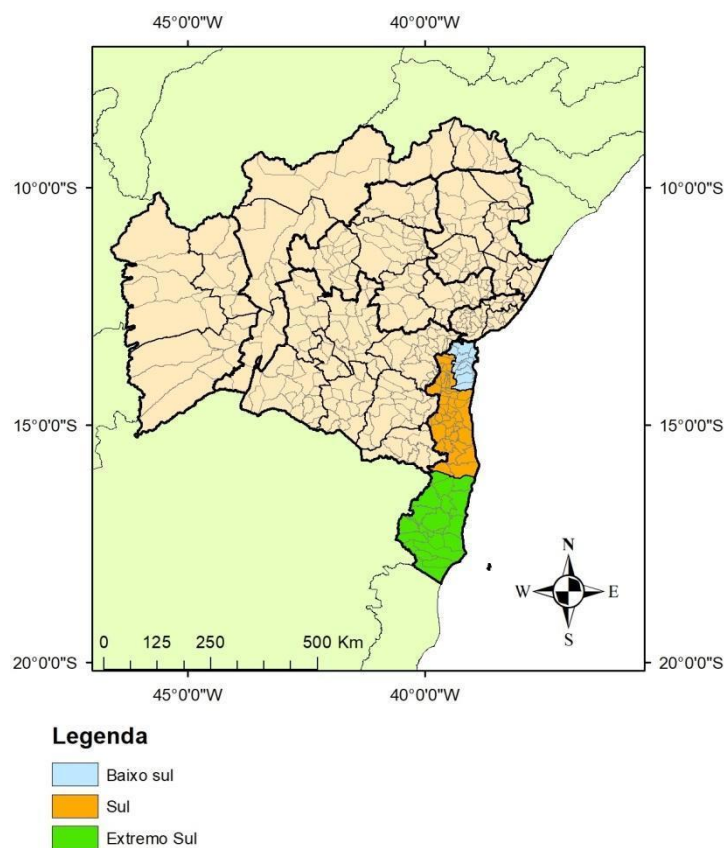 45°0'0"W 40°0'0"W
10°0'0"S 10°0'0"S
15°0'0"S 15°0'0"S
N
W E
S
0 125 250 500 Km
20°0'0"S 20°0'0"S
45°0'0"W 40°0'0"W
Legenda
Baixo sul
Sul
Extremo Sul